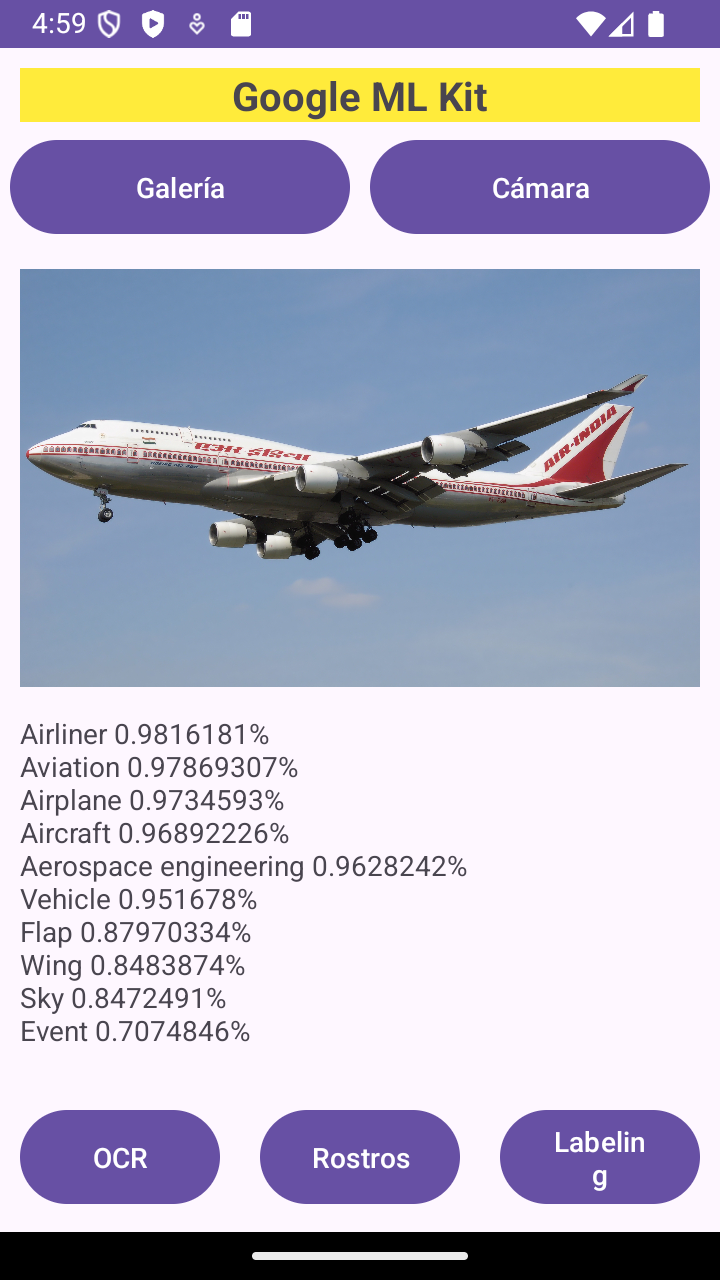 4:59
Google ML Kit
Galería
Cámara
AIR-INDIA
Airliner 0.9816181%
Aviation 0.97869307%
Airplane 0.9734593%
Aircraft 0.96892226%
Aerospace engineering 0.9628242%
Vehicle 0.951678%
Flap 0.87970334%
Wing 0.8483874%
Sky 0.8472491%
Event 0.7074846%
OCR
Rostros
Labelin
g